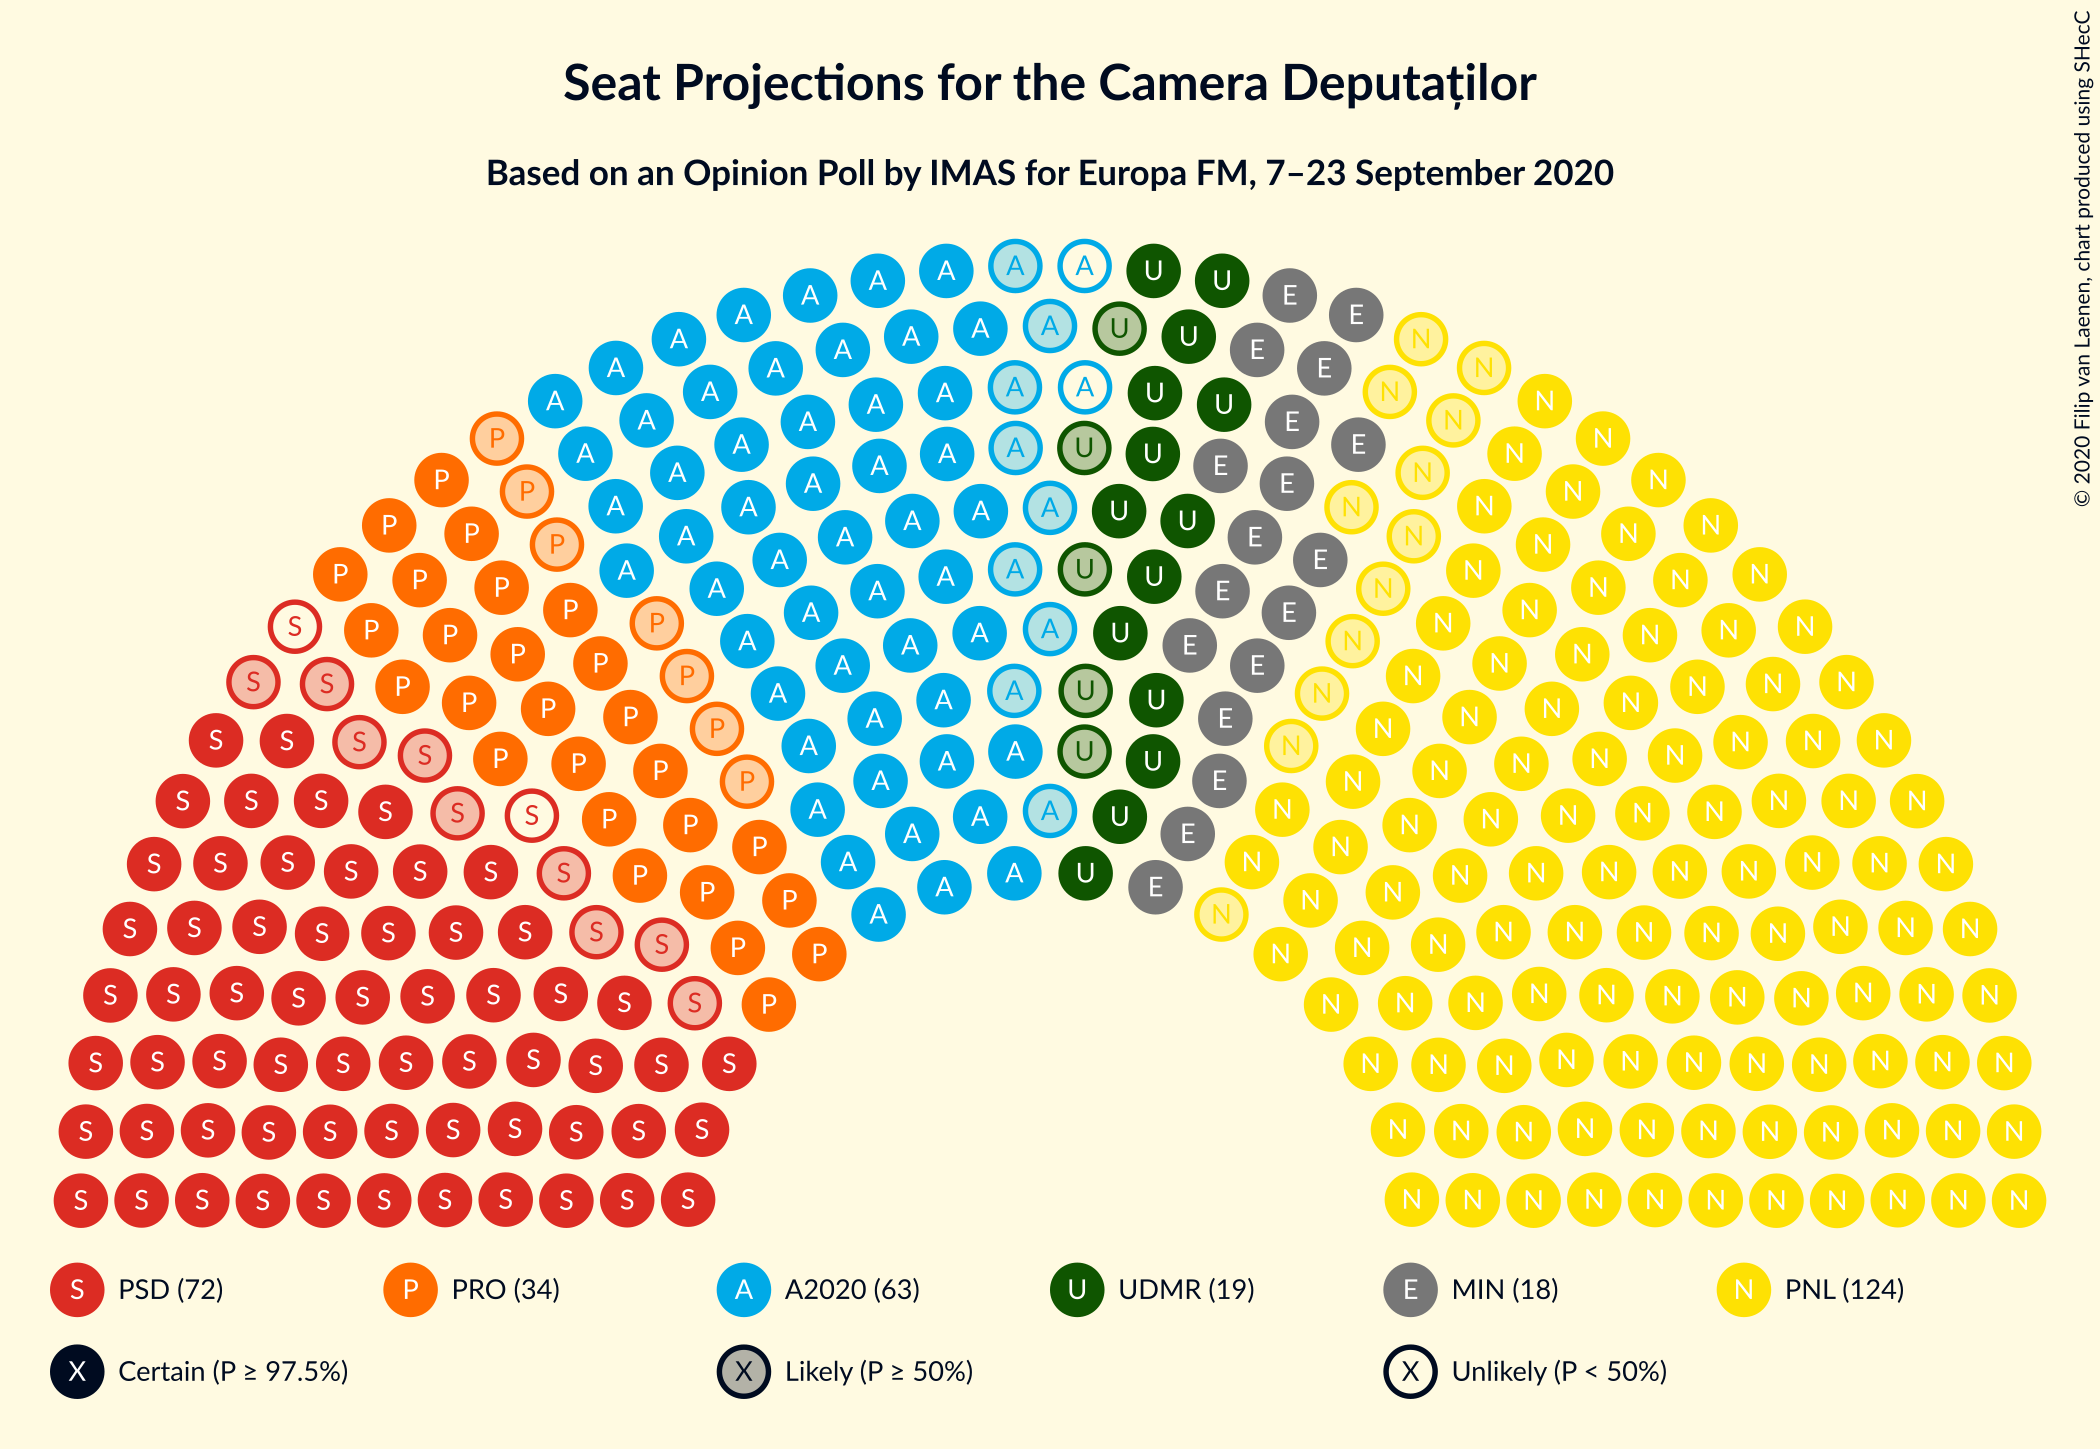 Seat Projections for the Camera Deputaților
Based on an Opinion Poll by IMAS for Europa FM, 7–23 September 2020
© 2020 Filip van Laenen, chart produced using SHecC
S PSD (72) P PRO (34) A A2020 (63) U UDMR (19) E MIN (18) N PNL (124)
X Certain (P ≥ 97.5%) X Likely (P ≥ 50%) X Unlikely (P < 50%)